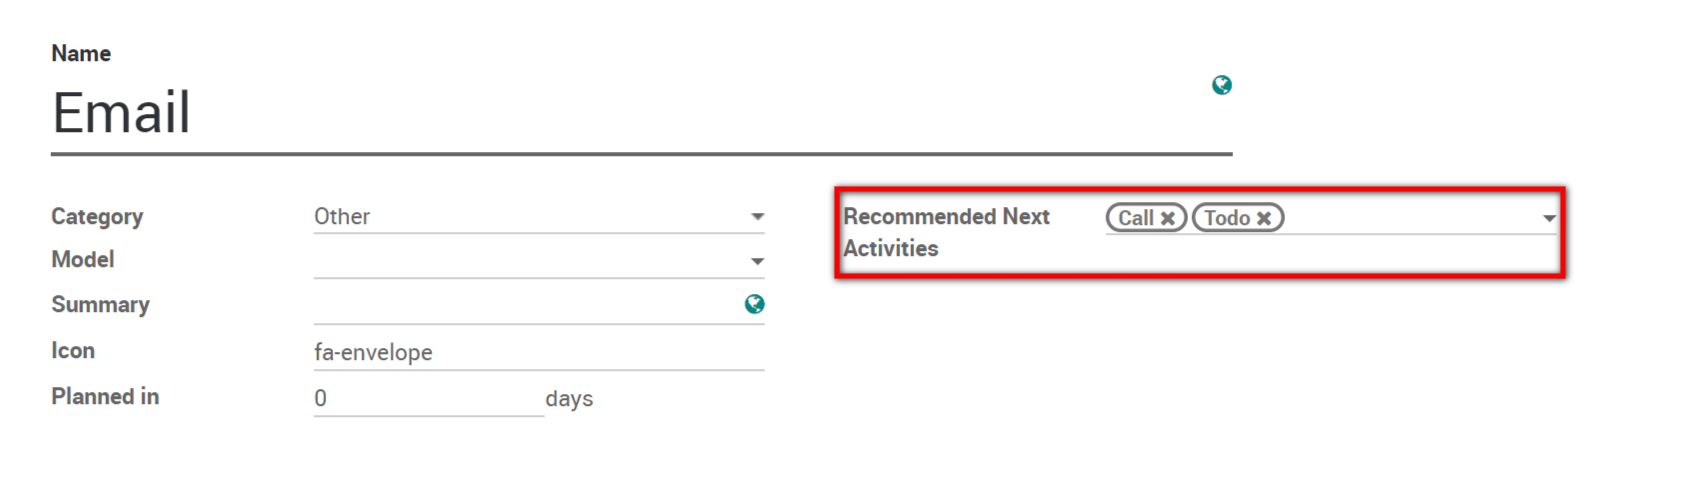 Name
Email
Category Other
Recommended Next Activities Call Todo
Model
Summary
Icon fa-envelope
Planned in 0 days